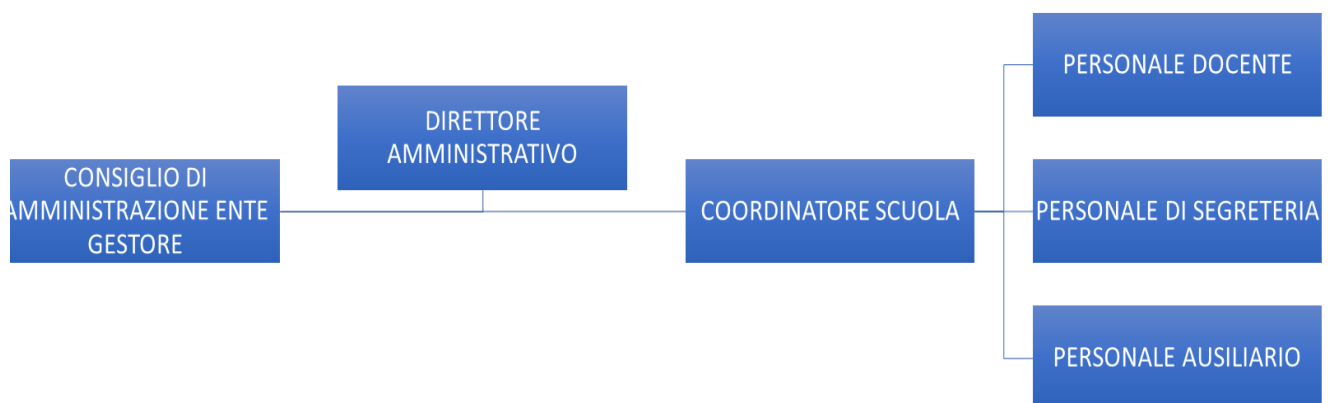 CONSIGLIO DI
AMMINISTRAZIONE ENTE
GESTORE
DIRETTORE
AMMINISTRATIVO
COORDINATORE SCUOLA
PERSONALE DOCENTE
PERSONALE DI SEGRETERIA
PERSONALE AUSILIARIO